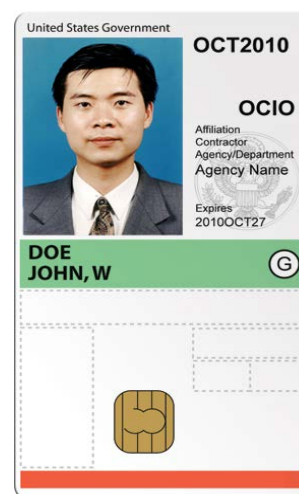 United States Government
OCT2010
OCIO
Affiliation
Contractor
Agency/Department
Agency Name
Expires
2010OCT27
DOE
JOHN, W
G